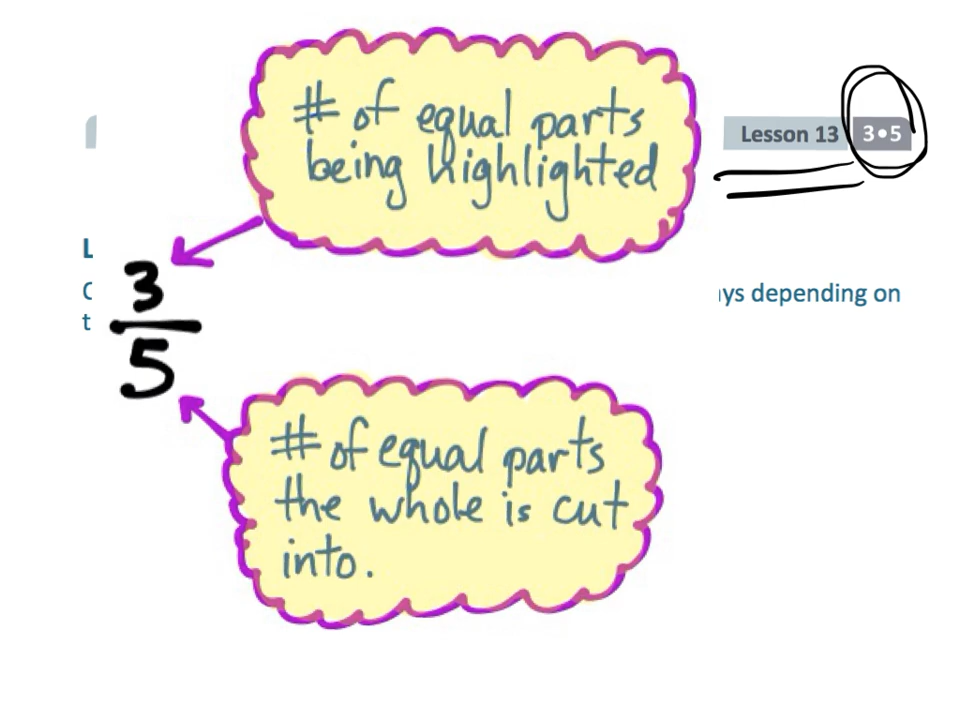 # of equal parts
being highlighted
Lesson 13 3•5
L
ys depending on
t
3
5
# of equal parts
the whole is cut
into.